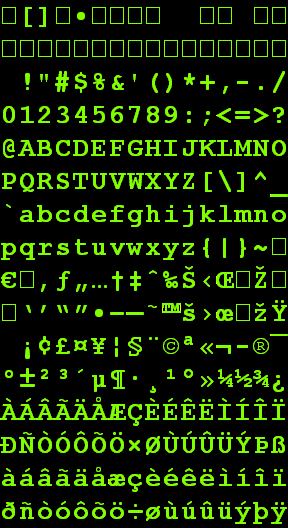 □[]□•□□□□  □□ □□
□□□□□□□□□□□□□□□□
!"#$%&'()*+,-./
0123456789:;<=>?
@ABCDEFGHIJKLMNO
PQRSTUVWXYZ[\]^_
`abcdefghijklmno
pqrstuvwxyz{|}~□
€□‚ƒ„…†‡ˆ‰Š‹Œ□Ž□
□‘’“”•–—˜™š›œ□žŸ
¡¢£¤¥¦§¨©ª«¬-®¯
°±²³´µ¶·¸¹º»¼½¾¿
ÀÁÂÃÄÅÆÇÈÉÊËÌÍÎÏ
ÐÑÒÓÔÕÖ×ØÙÚÛÜÝÞß
àáâãäåæçèéêëìíîï
ðñòóôõö÷øùúûüýþÿ